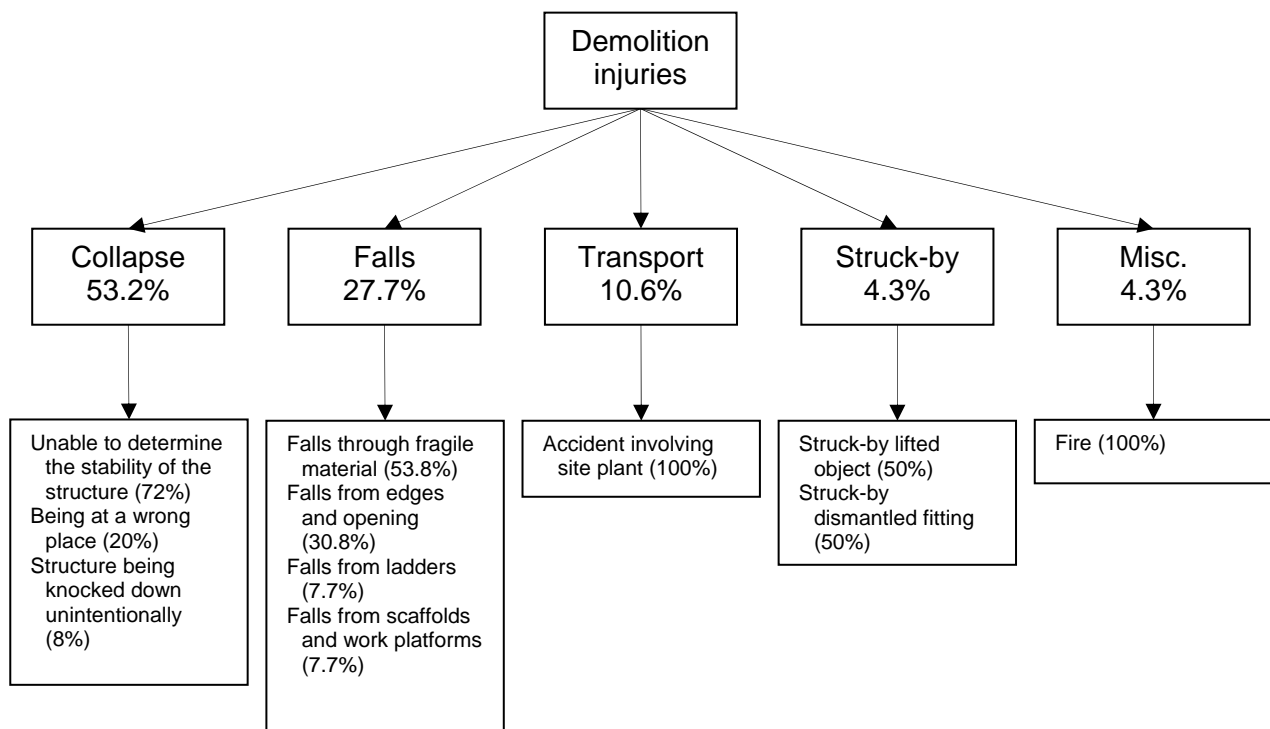 Demolition
injuries
Collapse
53.2%
Falls
27.7%
Transport
10.6%
Struck-by
4.3%
Misc.
4.3%
Unable to determine
the stability of the
structure (72%)
Being at a wrong
place (20%)
Structure being
knocked down
unintentionally
(8%)
Falls through fragile
material (53.8%)
Falls from edges
and opening
(30.8%)
Falls from ladders
(7.7%)
Falls from scaffolds
and work platforms
(7.7%)
Accident involving
site plant (100%)
Struck-by lifted
object (50%)
Struck-by
dismantled fitting
(50%)
Fire (100%)